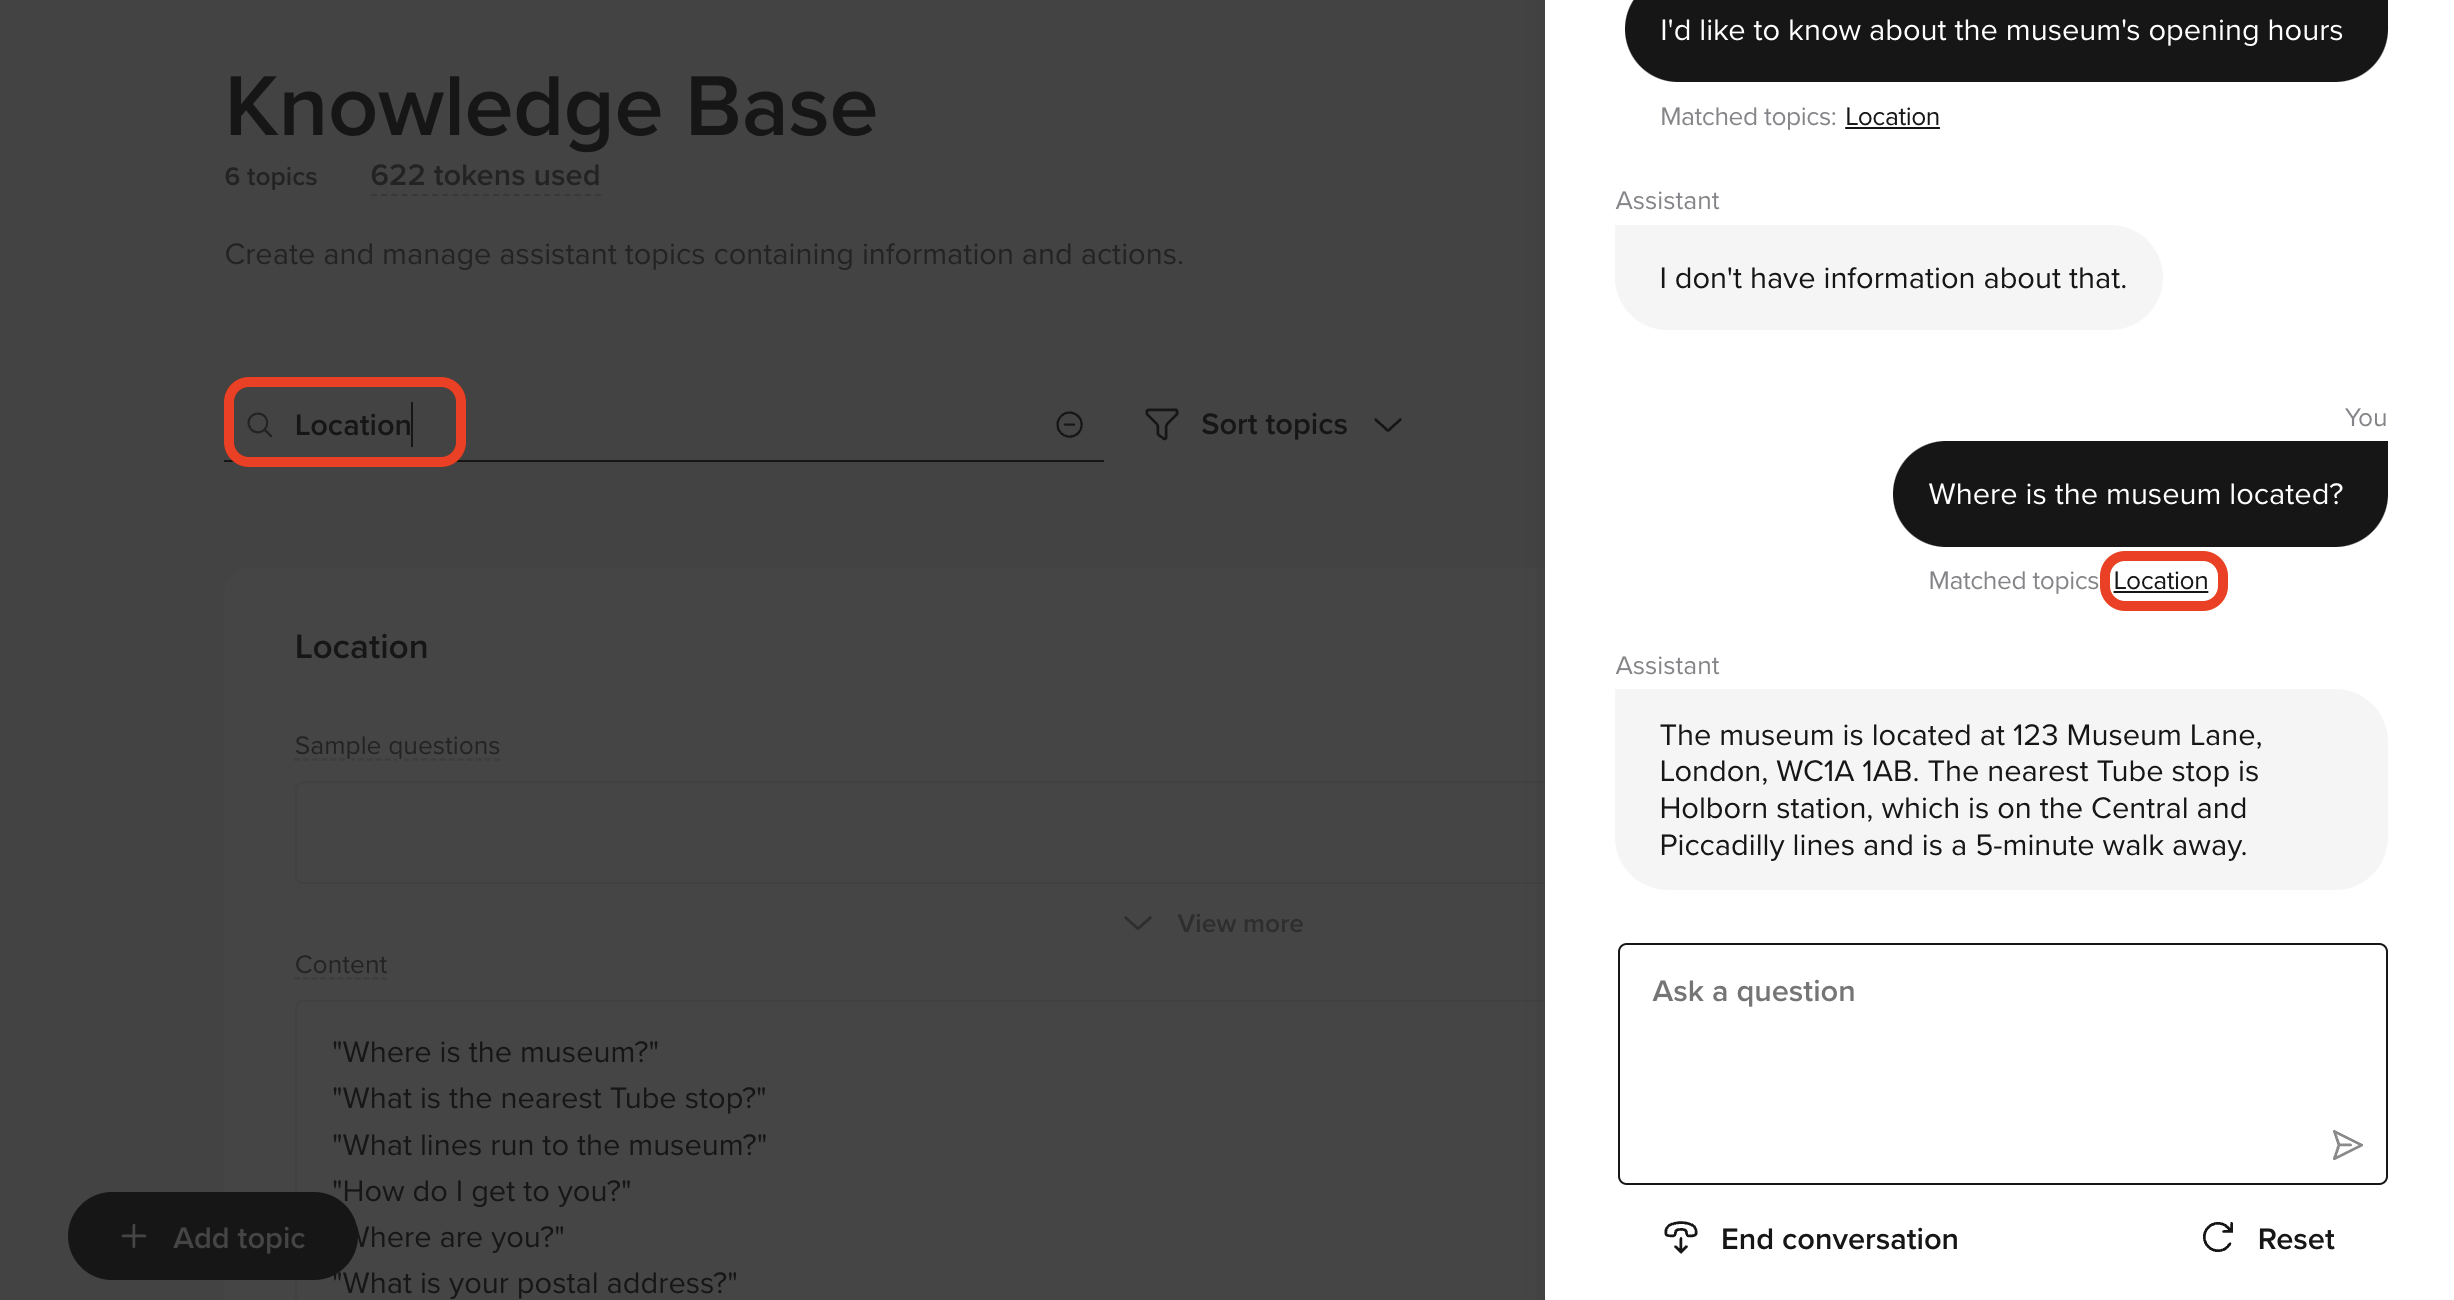 Knowledge Base
6 topics 622 tokens used
Create and manage assistant topics containing information and actions.
Location
Sort topics
Location
Sample questions
View more
Content
"Where is the museum?"
"What is the nearest Tube stop?"
"What lines run to the museum?"
"How do I get to you?"
Where are you?"
"What is your postal address?"
Add topic
I'd like to know about the museum's opening hours
Matched topics: Location
Assistant
I don't have information about that.
You
Where is the museum located?
Matched topics Location
Assistant
The museum is located at 123 Museum Lane,
London, WC1A 1AB. The nearest Tube stop is
Holborn station, which is on the Central and
Piccadilly lines and is a 5-minute walk away.
Ask a question
End conversation
Reset